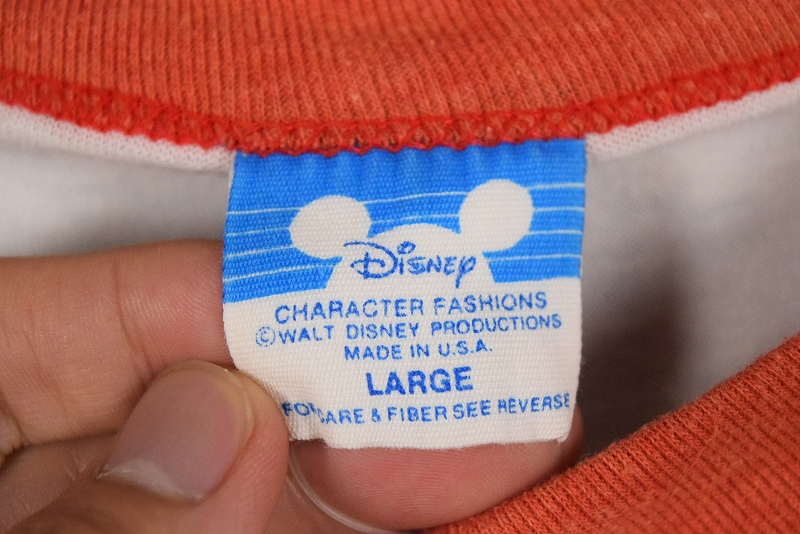 Disney
CHARACTER FASHIONS
©WALT DISNEY PRODUCTIONS
MADE IN U.S.A.
LARGE
FOR CARE & FIBER SEE REVERSE